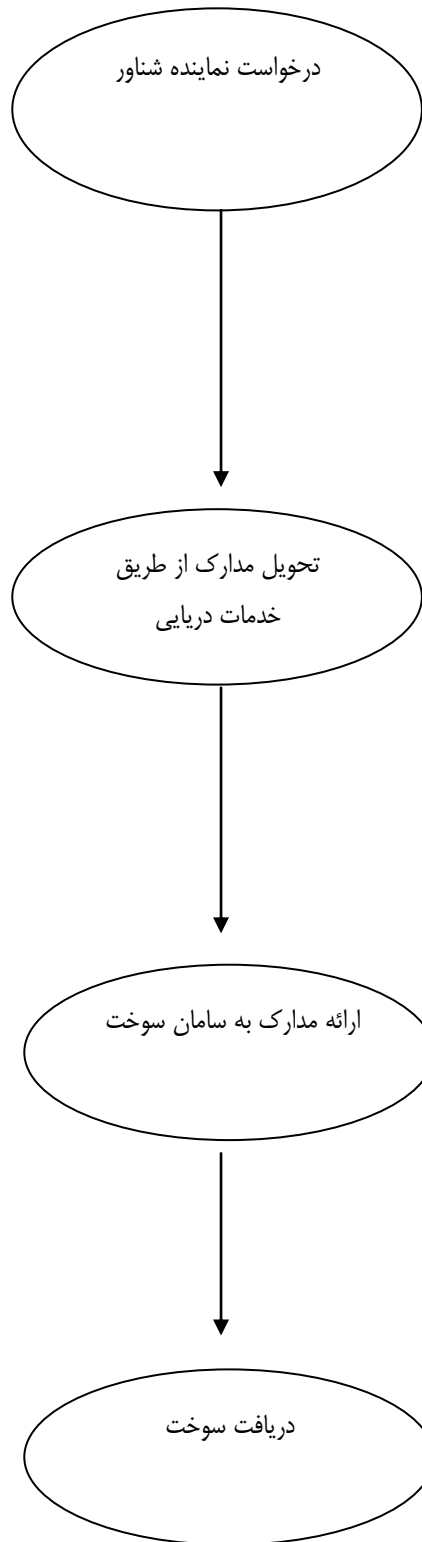 درخواست نماینده شناور
تحویل مدارک از طریق
خدمات دریایی
ارائه مدارک به سامان سوخت
دریافت سوخت